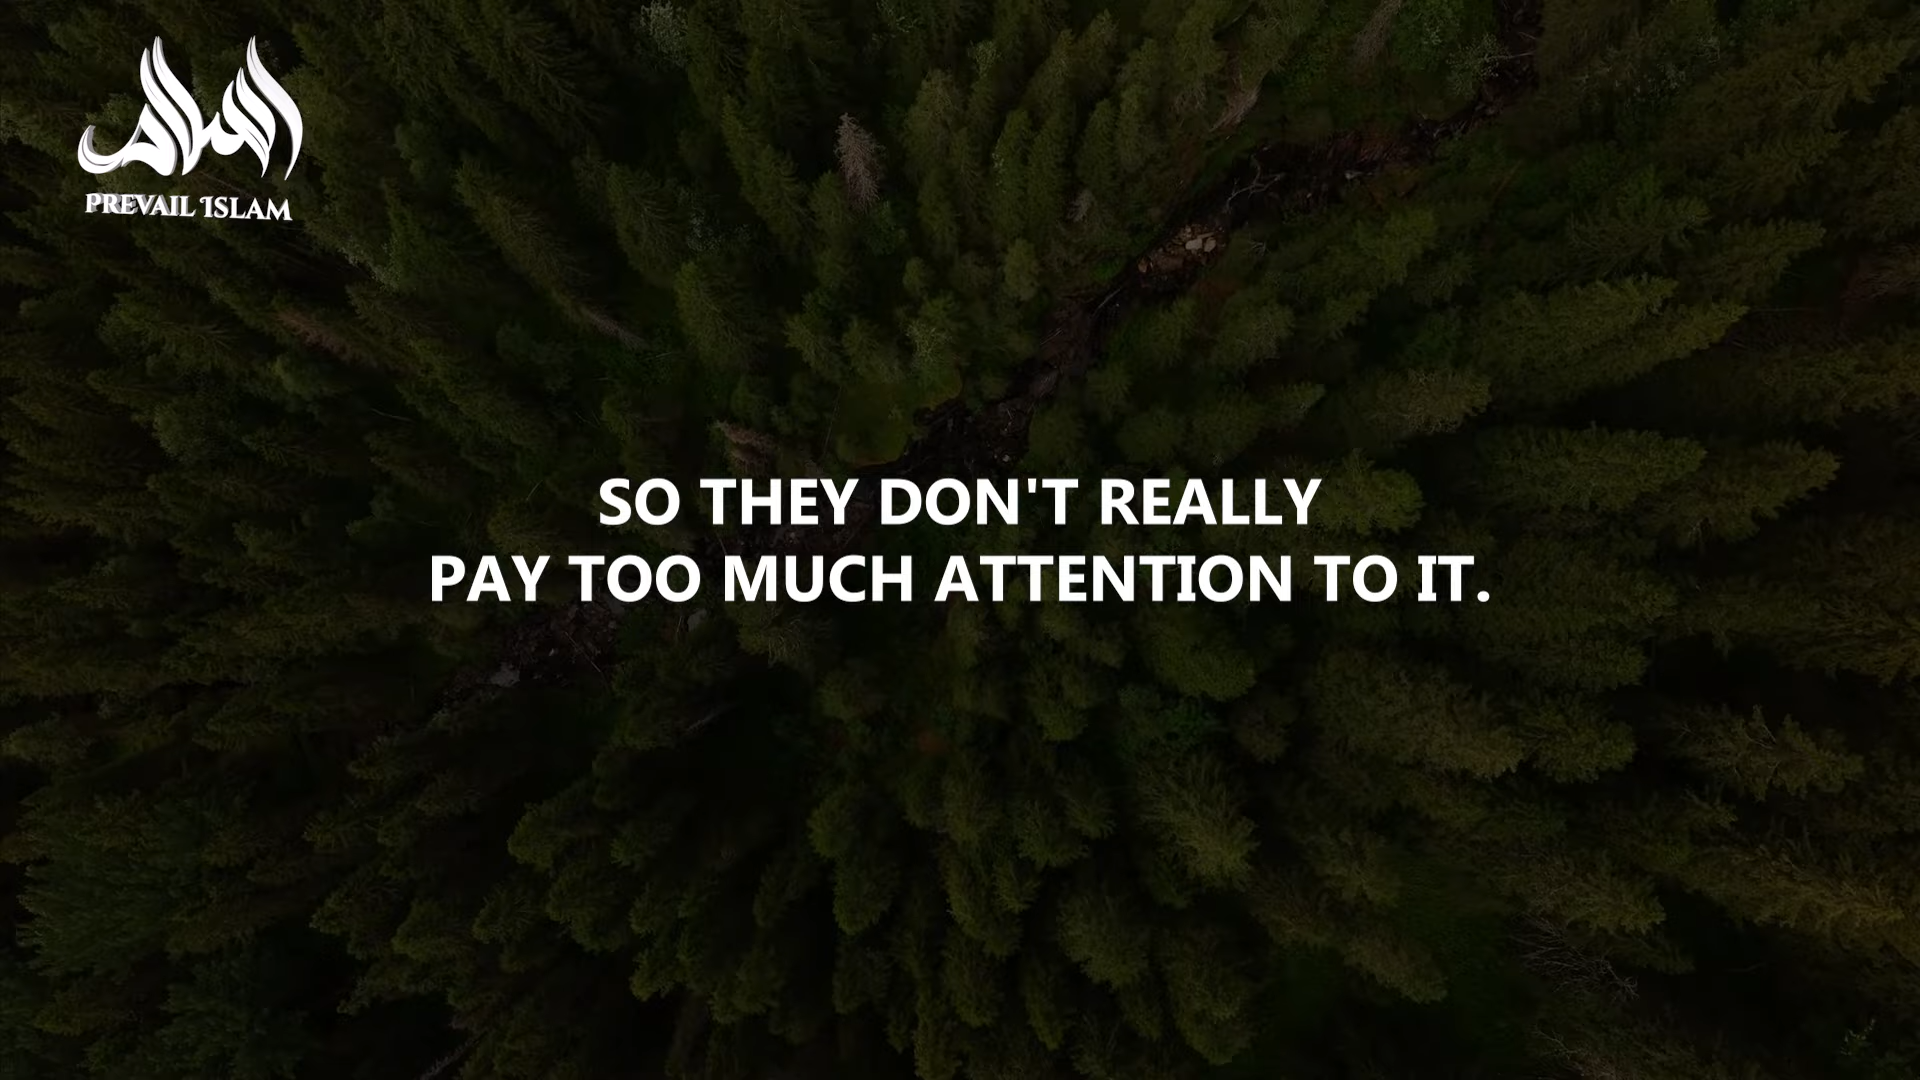 PREVAIL ISLAM
SO THEY DON'T REALLY
PAY TOO MUCH ATTENTION TO IT.